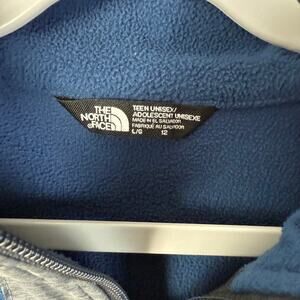 THE
NORTH
FACE
TEEN UNISEX/
ADOLESCENT UNISEXE
MADE IN EL SALVADOR
FABRIQUÉ AU SALVADOR
L/G 12